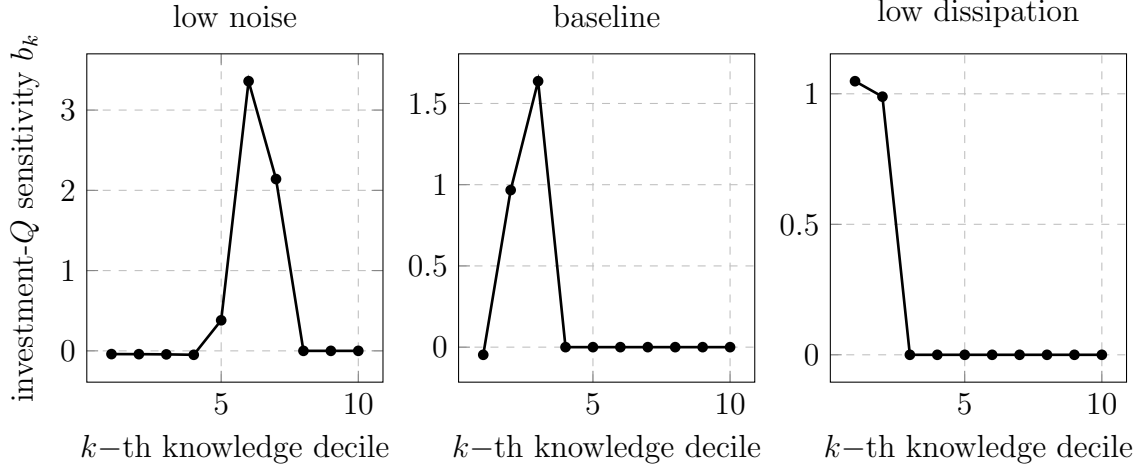 low noise
baseline
low dissipation
investment-Q sensitivity b_k
3
2
1
0
5
10
k−th knowledge decile
1.5
1
0.5
0
5
10
k−th knowledge decile
1
0.5
0
5
10
k−th knowledge decile